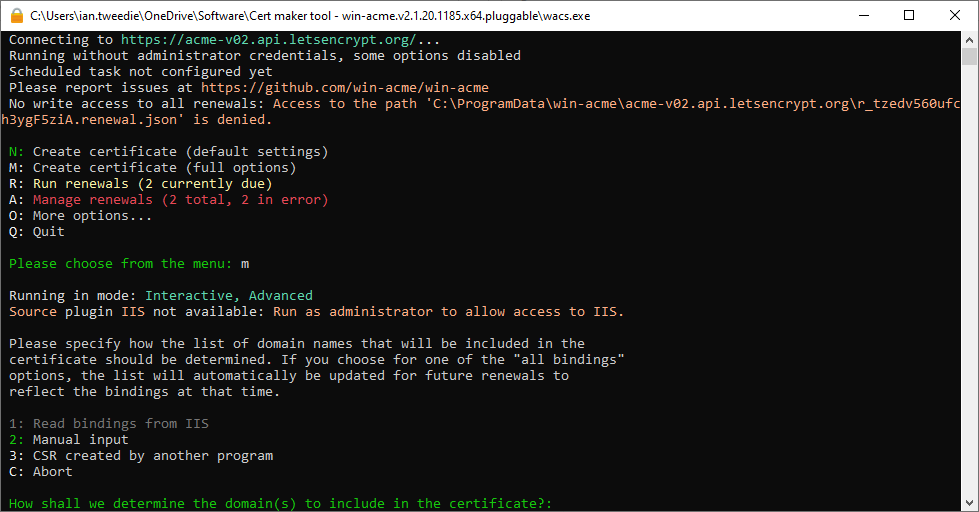 C:\Users\ian.tweedie\OneDrive\Software\Cert maker tool - win-acme.v2.1.20.1185.x64.pluggable\wacs.exe
Connecting to https://acme-v02.api.letsencrypt.org/...
Running without administrator credentials, some options disabled
Scheduled task not configured yet
Please report issues at https://github.com/win-acme/win-acme
No write access to all renewals: Access to the path 'C:\ProgramData\win-acme\acme-v02.api.letsencrypt.org\r_tzedv560ufc
h3ygF5ziA.renewal.json' is denied.
N: Create certificate (default settings)
M: Create certificate (full options)
R: Run renewals (2 currently due)
A: Manage renewals (2 total, 2 in error)
O: More options...
Q: Quit
Please choose from the menu: m
Running in mode: Interactive, Advanced
Source plugin IIS not available: Run as administrator to allow access to IIS.
Please specify how the list of domain names that will be included in the
certificate should be determined. If you choose for one of the "all bindings"
options, the list will automatically be updated for future renewals to
reflect the bindings at that time.
1: Read bindings from IIS
2: Manual input
3: CSR created by another program
C: Abort
How shall we determine the domain(s) to include in the certificate?: